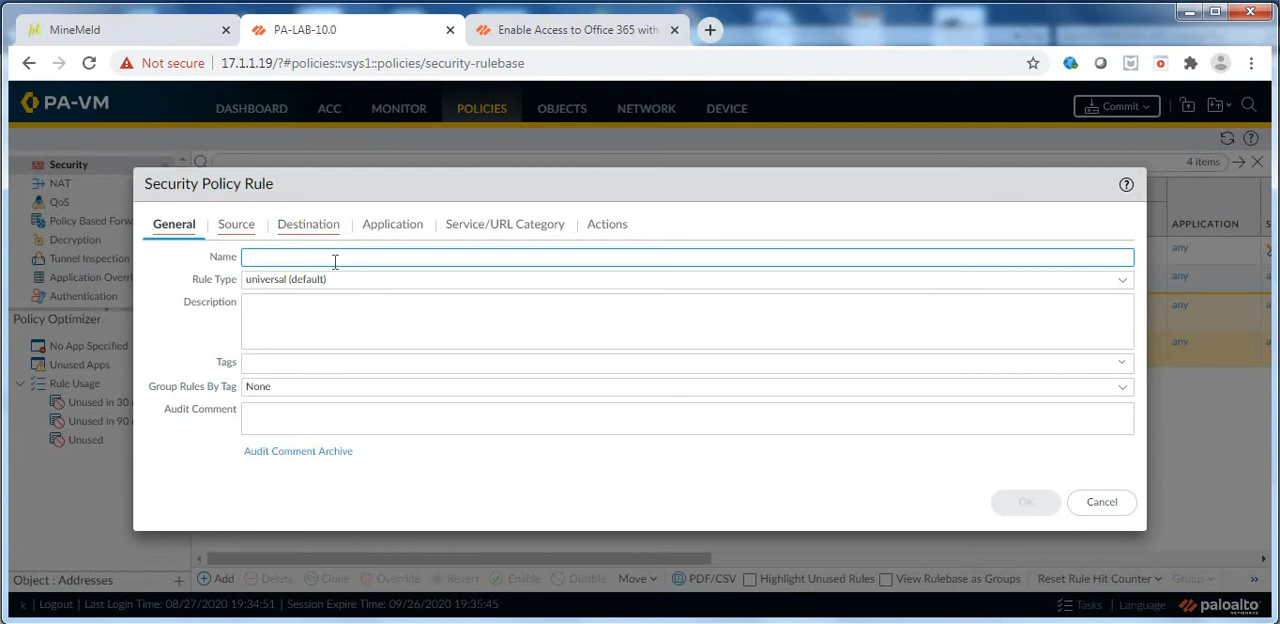 MineMeld
PA-LAB-10.0
Enable Access to Office 365 with
Not secure
17.1.1.19/?#policies::vsys1::policies/security-rulebase
PA-VM
DASHBOARD
ACC
MONITOR
POLICIES
OBJECTS
NETWORK
DEVICE
Commit
Security
4 items
NAT
QoS
Policy Based Forw
Decryption
Tunnel Inspection
Application Overri
Authentication
Policy Optimizer
No App Specified
Unused Apps
Rule Usage
Unused in 30
Unused in 90
Unused
Object : Addresses
APPLICATION
any
any
any
any
Security Policy Rule
General
Source
Destination
Application
Service/URL Category
Actions
Name
Rule Type
universal (default)
Description
Tags
Group Rules By Tag
None
Audit Comment
Audit Comment Archive
OK
Cancel
Add
Delete
Clone
Override
Revert
Enable
Disable
Move
PDF/CSV
Highlight Unused Rules
View Rulebase as Groups
Reset Rule Hit Counter
Group
»
k | Logout | Last Login Time: 08/27/2020 19:34:51 | Session Expire Time: 09/26/2020 19:35:45
Tasks | Language
paloalto
NETWORKS